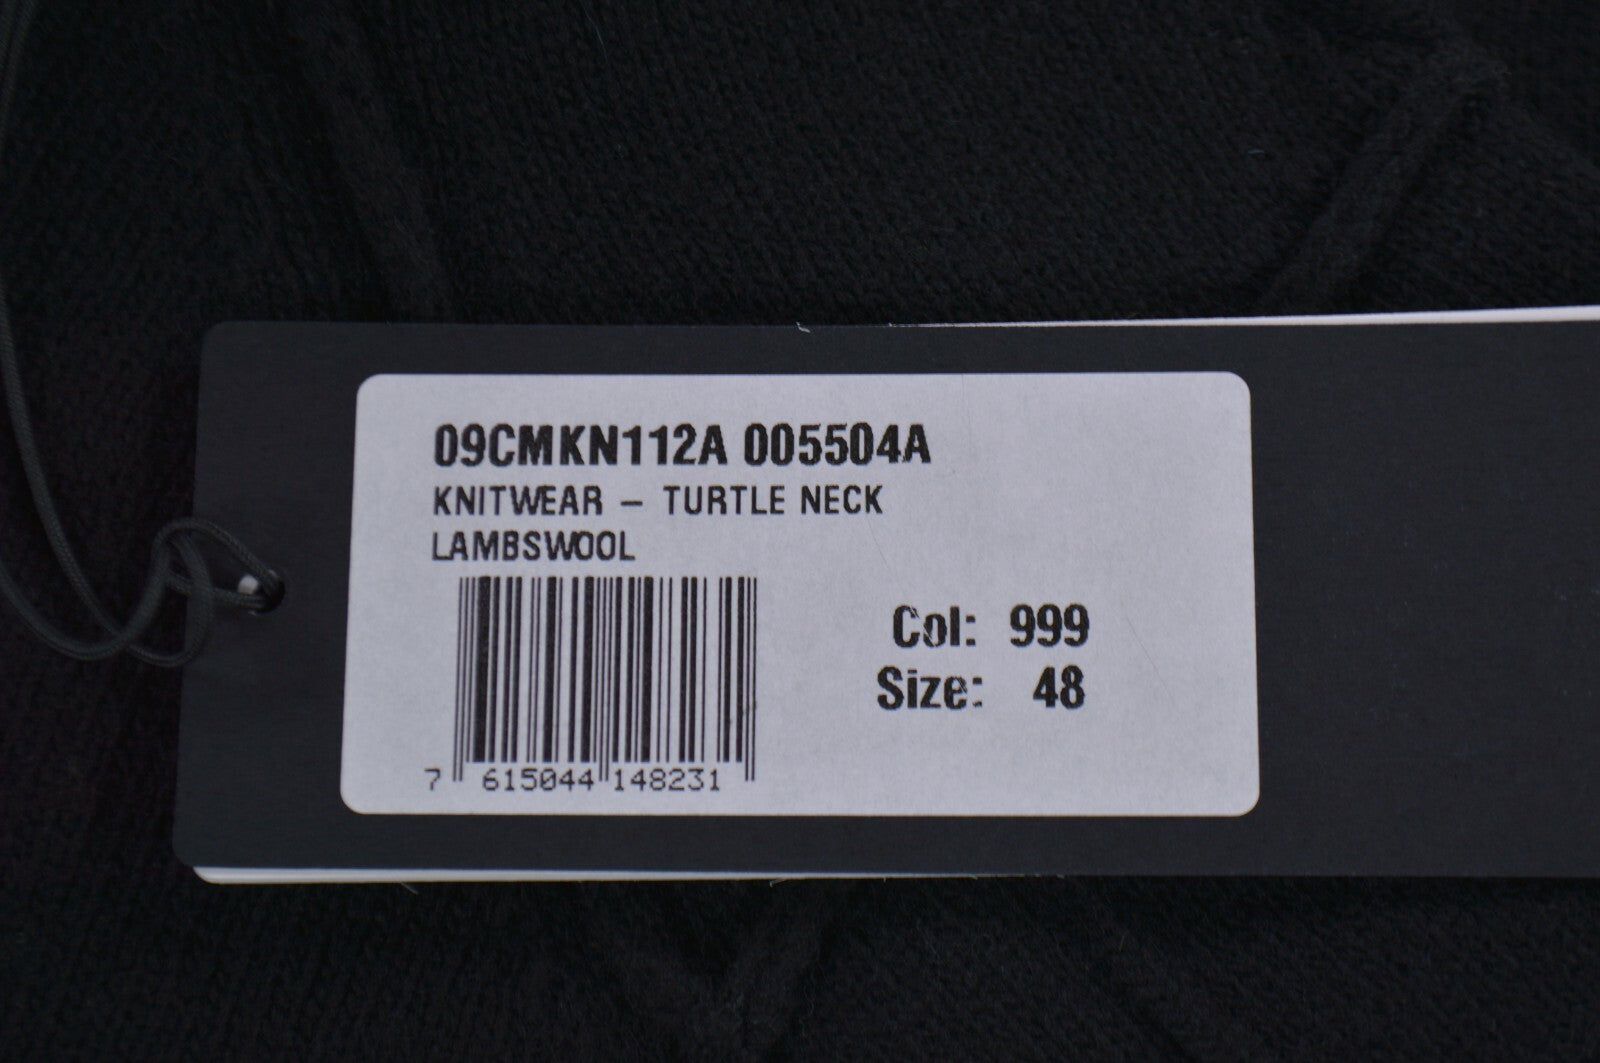 09CMKN112A 005504A
KNITWEAR – TURTLE NECK
LAMBSWOOL
Col: 999
Size: 48
7 615044 148231